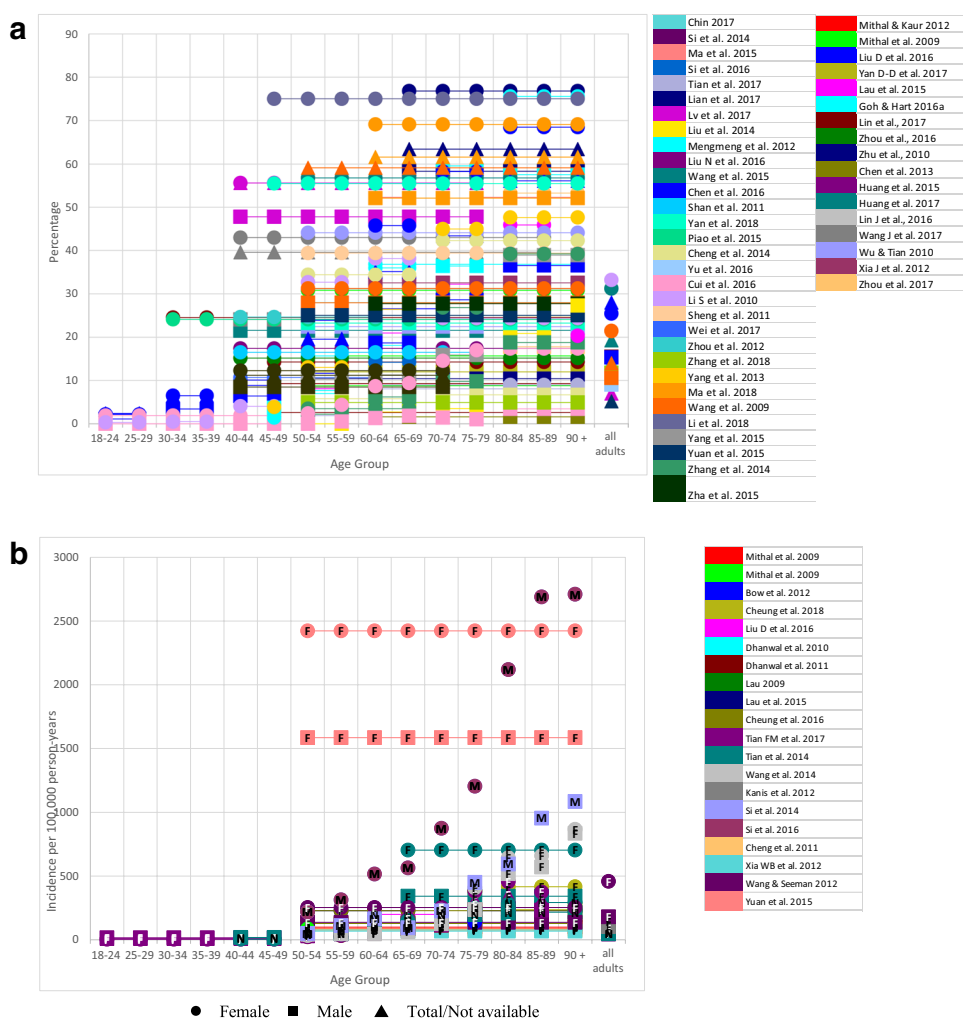 a
90
80
70
60
50
40
30
20
10
0
Percentage
18-24 25-29 30-34 35-39 40-44 45-49 50-54 55-59 60-64 65-69 70-74 75-79 80-84 85-89 90 + all adults
Age Group
Chin 2017
Si et al. 2014
Ma et al. 2015
Si et al. 2016
Tian et al. 2017
Lian et al. 2017
Lv et al. 2017
Liu et al. 2014
Mengmeng et al. 2012
Liu N et al. 2016
Wang et al. 2015
Chen et al. 2016
Shan et al. 2011
Yan et al. 2018
Piao et al. 2015
Cheng et al. 2014
Yu et al. 2016
Cui et al. 2016
Li S et al. 2010
Sheng et al. 2011
Wei et al. 2017
Zhou et al. 2012
Zhang et al. 2018
Yang et al. 2013
Ma et al. 2018
Wang et al. 2009
Li et al. 2018
Yang et al. 2015
Yuan et al. 2015
Zhang et al. 2014
Zha et al. 2015
Mithal & Kaur 2012
Mithal et al. 2009
Liu D et al. 2016
Yan D-D et al. 2017
Lau et al. 2015
Goh & Hart 2016a
Lin et al., 2017
Zhou et al., 2016
Zhu et al., 2010
Chen et al. 2013
Huang et al. 2015
Huang et al. 2017
Lin J et al., 2016
Wang J et al. 2017
Wu & Tian 2010
Xia J et al. 2012
Zhou et al. 2017
b
3000
2500
2000
1500
1000
500
0
Incidence per 100,000 person-years
18-24 25-29 30-34 35-39 40-44 45-49 50-54 55-59 60-64 65-69 70-74 75-79 80-84 85-89 90 + all adults
Age Group
Mithal et al. 2009
Mithal et al. 2009
Bow et al. 2012
Cheung et al. 2018
Liu D et al. 2016
Dhanwal et al. 2010
Dhanwal et al. 2011
Lau 2009
Lau et al. 2015
Cheung et al. 2016
Tian FM et al. 2017
Tian et al. 2014
Wang et al. 2014
Kanis et al. 2012
Si et al. 2014
Si et al. 2016
Cheng et al. 2011
Xia WB et al. 2012
Wang & Seeman 2012
Yuan et al. 2015
Female Male Total/Not available